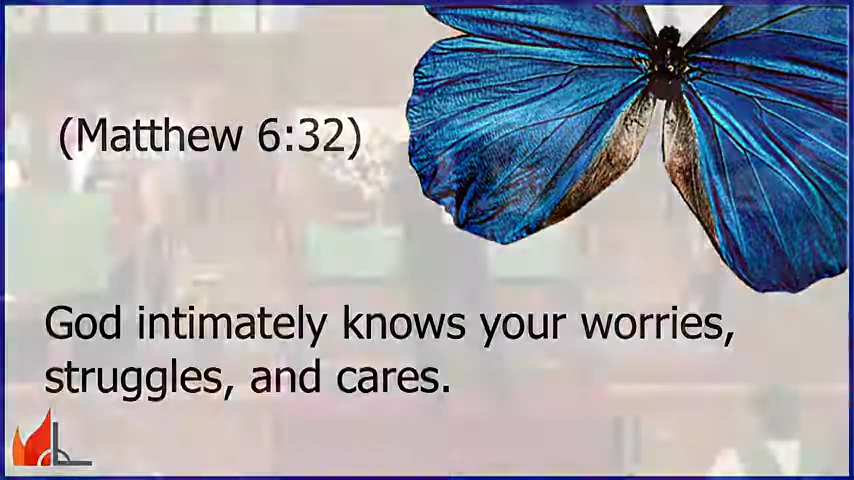 (Matthew 6:32)
God intimately knows your worries,
struggles, and cares.